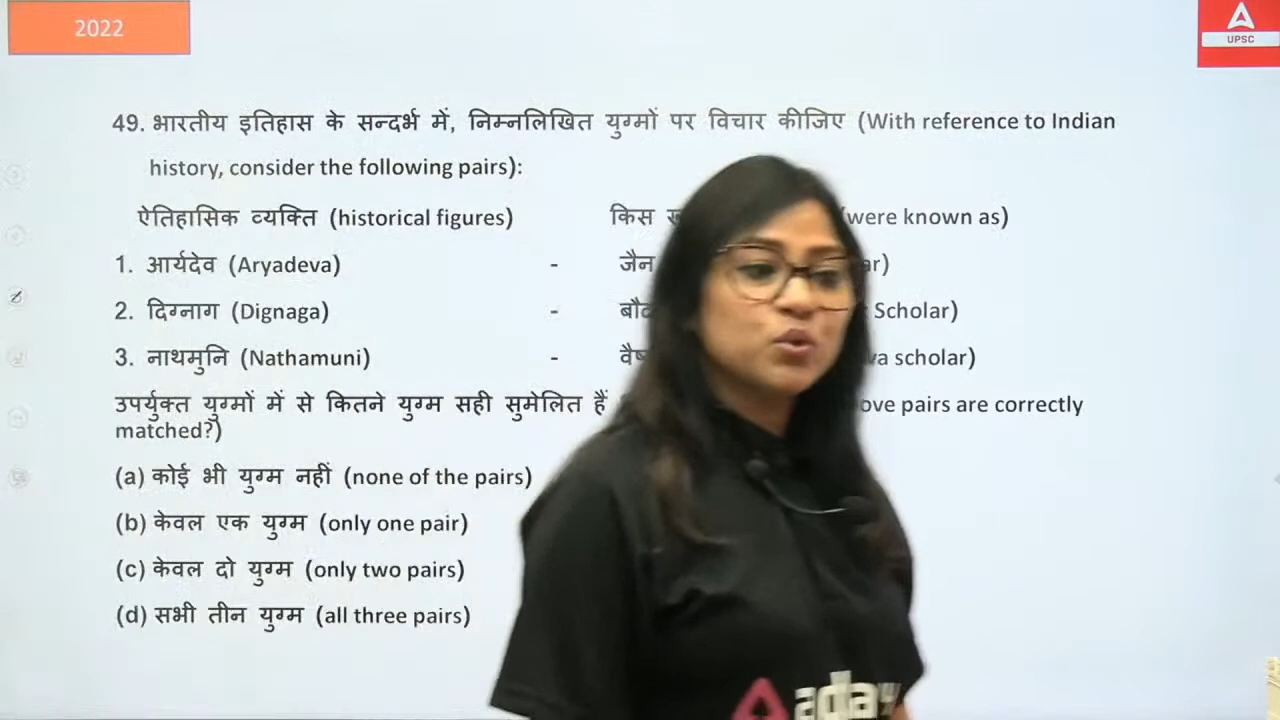 2022
UPSC
49. भारतीय इतिहास के सन्दर्भ में, निम्नलिखित युग्मों पर विचार कीजिए (With reference to Indian
history, consider the following pairs):
ऐतिहासिक व्यक्ति (historical figures) किस (were known as)
1. आर्यदेव (Aryadeva) - जैन
2. दिग्नाग (Dignaga) - Scholar)
3. नाथमुनि (Nathamuni) - scholar)
उपर्युक्त युग्मों में से कितने युग्म सही सुमेलित हैं pairs are correctly
matched?)
(a) कोई भी युग्म नहीं (none of the pairs)
(b) केवल एक युग्म (only one pair)
(c) केवल दो युग्म (only two pairs)
(d) सभी तीन युग्म (all three pairs)